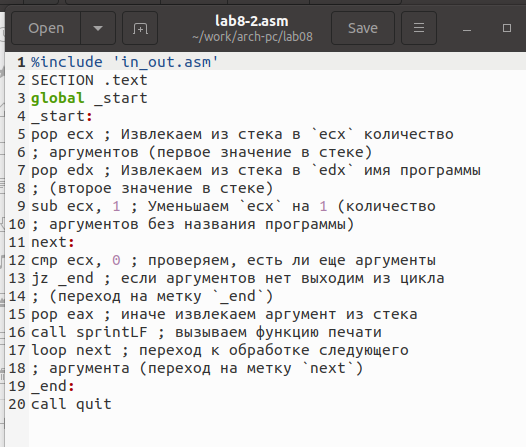 Open
lab8-2.asm
~/work/arch-pc/lab08
Save
1 %include 'in_out.asm'
2 SECTION .text
3 global _start
4 _start:
5 pop ecx ; Извлекаем из стека в `ecx` количество
6 ; аргументов (первое значение в стеке)
7 pop edx ; Извлекаем из стека в `edx` имя программы
8 ; (второе значение в стеке)
9 sub ecx, 1 ; Уменьшаем `ecx` на 1 (количество
10 ; аргументов без названия программы)
11 next:
12 cmp ecx, 0 ; проверяем, есть ли еще аргументы
13 jz _end ; если аргументов нет выходим из цикла
14 ; (переход на метку `_end`)
15 pop eax ; иначе извлекаем аргумент из стека
16 call sprintLF ; вызываем функцию печати
17 loop next ; переход к обработке следующего
18 ; аргумента (переход на метку `next`)
19 _end:
20 call quit